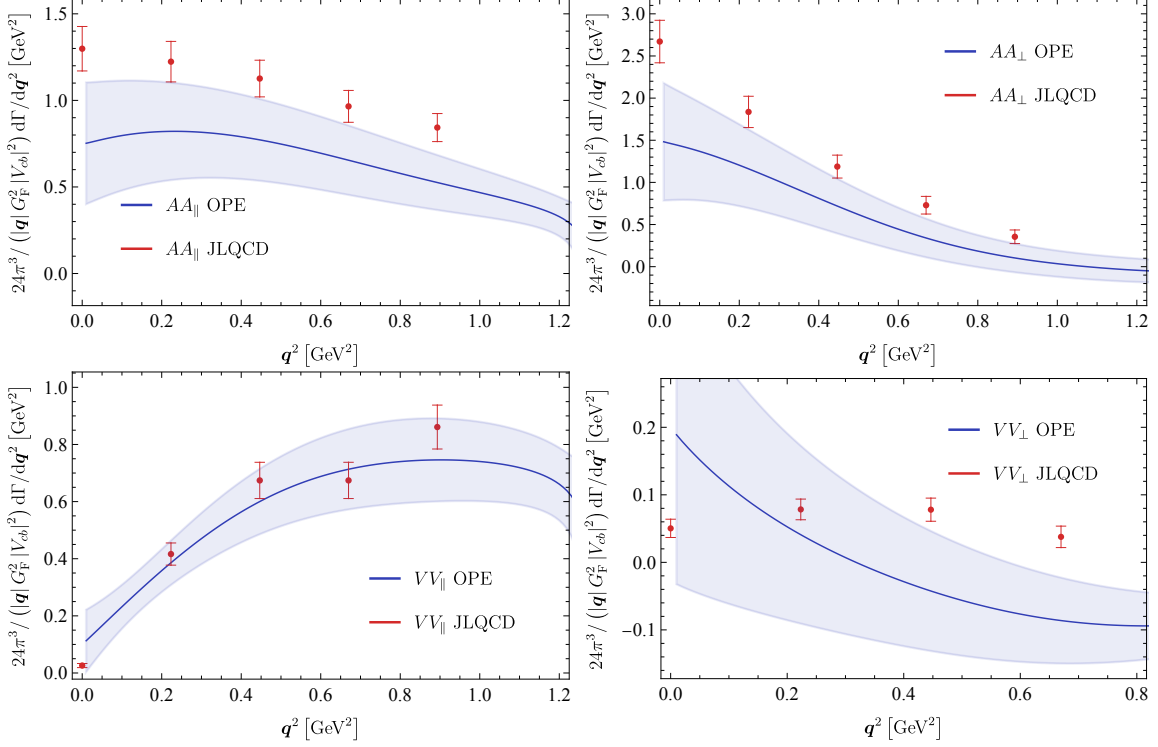 24π³/(|q| G_F² |V_cb|²) dΓ/dq² [GeV²]
1.5
1.0
0.5
0.0
AA∥ OPE
AA∥ JLQCD
0.0 0.2 0.4 0.6 0.8 1.0 1.2
q² [GeV²]
24π³/(|q| G_F² |V_cb|²) dΓ/dq² [GeV²]
3.0
2.5
2.0
1.5
1.0
0.5
0.0
AA⊥ OPE
AA⊥ JLQCD
0.0 0.2 0.4 0.6 0.8 1.0 1.2
q² [GeV²]
24π³/(|q| G_F² |V_cb|²) dΓ/dq² [GeV²]
1.0
0.8
0.6
0.4
0.2
0.0
VV∥ OPE
VV∥ JLQCD
0.0 0.2 0.4 0.6 0.8 1.0 1.2
q² [GeV²]
24π³/(|q| G_F² |V_cb|²) dΓ/dq² [GeV²]
0.2
0.1
0.0
−0.1
VV⊥ OPE
VV⊥ JLQCD
0.0 0.2 0.4 0.6 0.8
q² [GeV²]